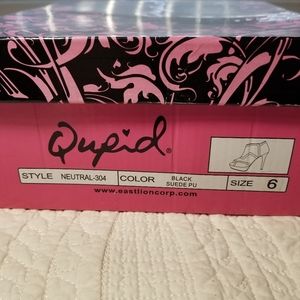 Qupid®
STYLE NEUTRAL-304 COLOR BLACK SUEDE PU SIZE 6
www.eastlioncorp.com